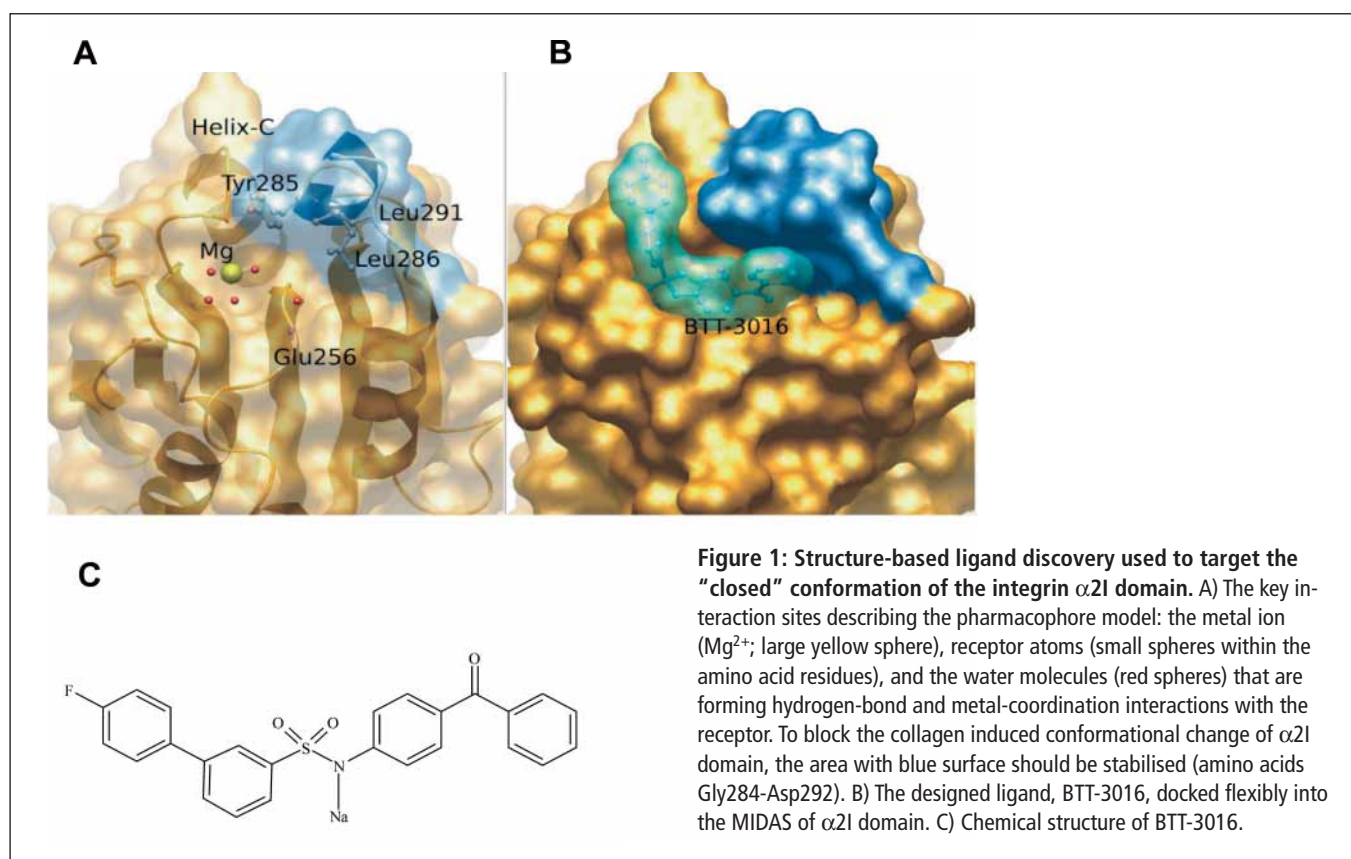 A
B
Helix-C
Tyr285
Leu291
Mg
Leu286
Glu256
BTT-3016
C
F
O
O
O
S
N
Na
Figure 1: Structure-based ligand discovery used to target the
"closed" conformation of the integrin α2I domain. A) The key in-
teraction sites describing the pharmacophore model: the metal ion
(Mg²⁺; large yellow sphere), receptor atoms (small spheres within the
amino acid residues), and the water molecules (red spheres) that are
forming hydrogen-bond and metal-coordination interactions with the
receptor. To block the collagen induced conformational change of α2I
domain, the area with blue surface should be stabilised (amino acids
Gly284-Asp292). B) The designed ligand, BTT-3016, docked flexibly into
the MIDAS of α2I domain. C) Chemical structure of BTT-3016.